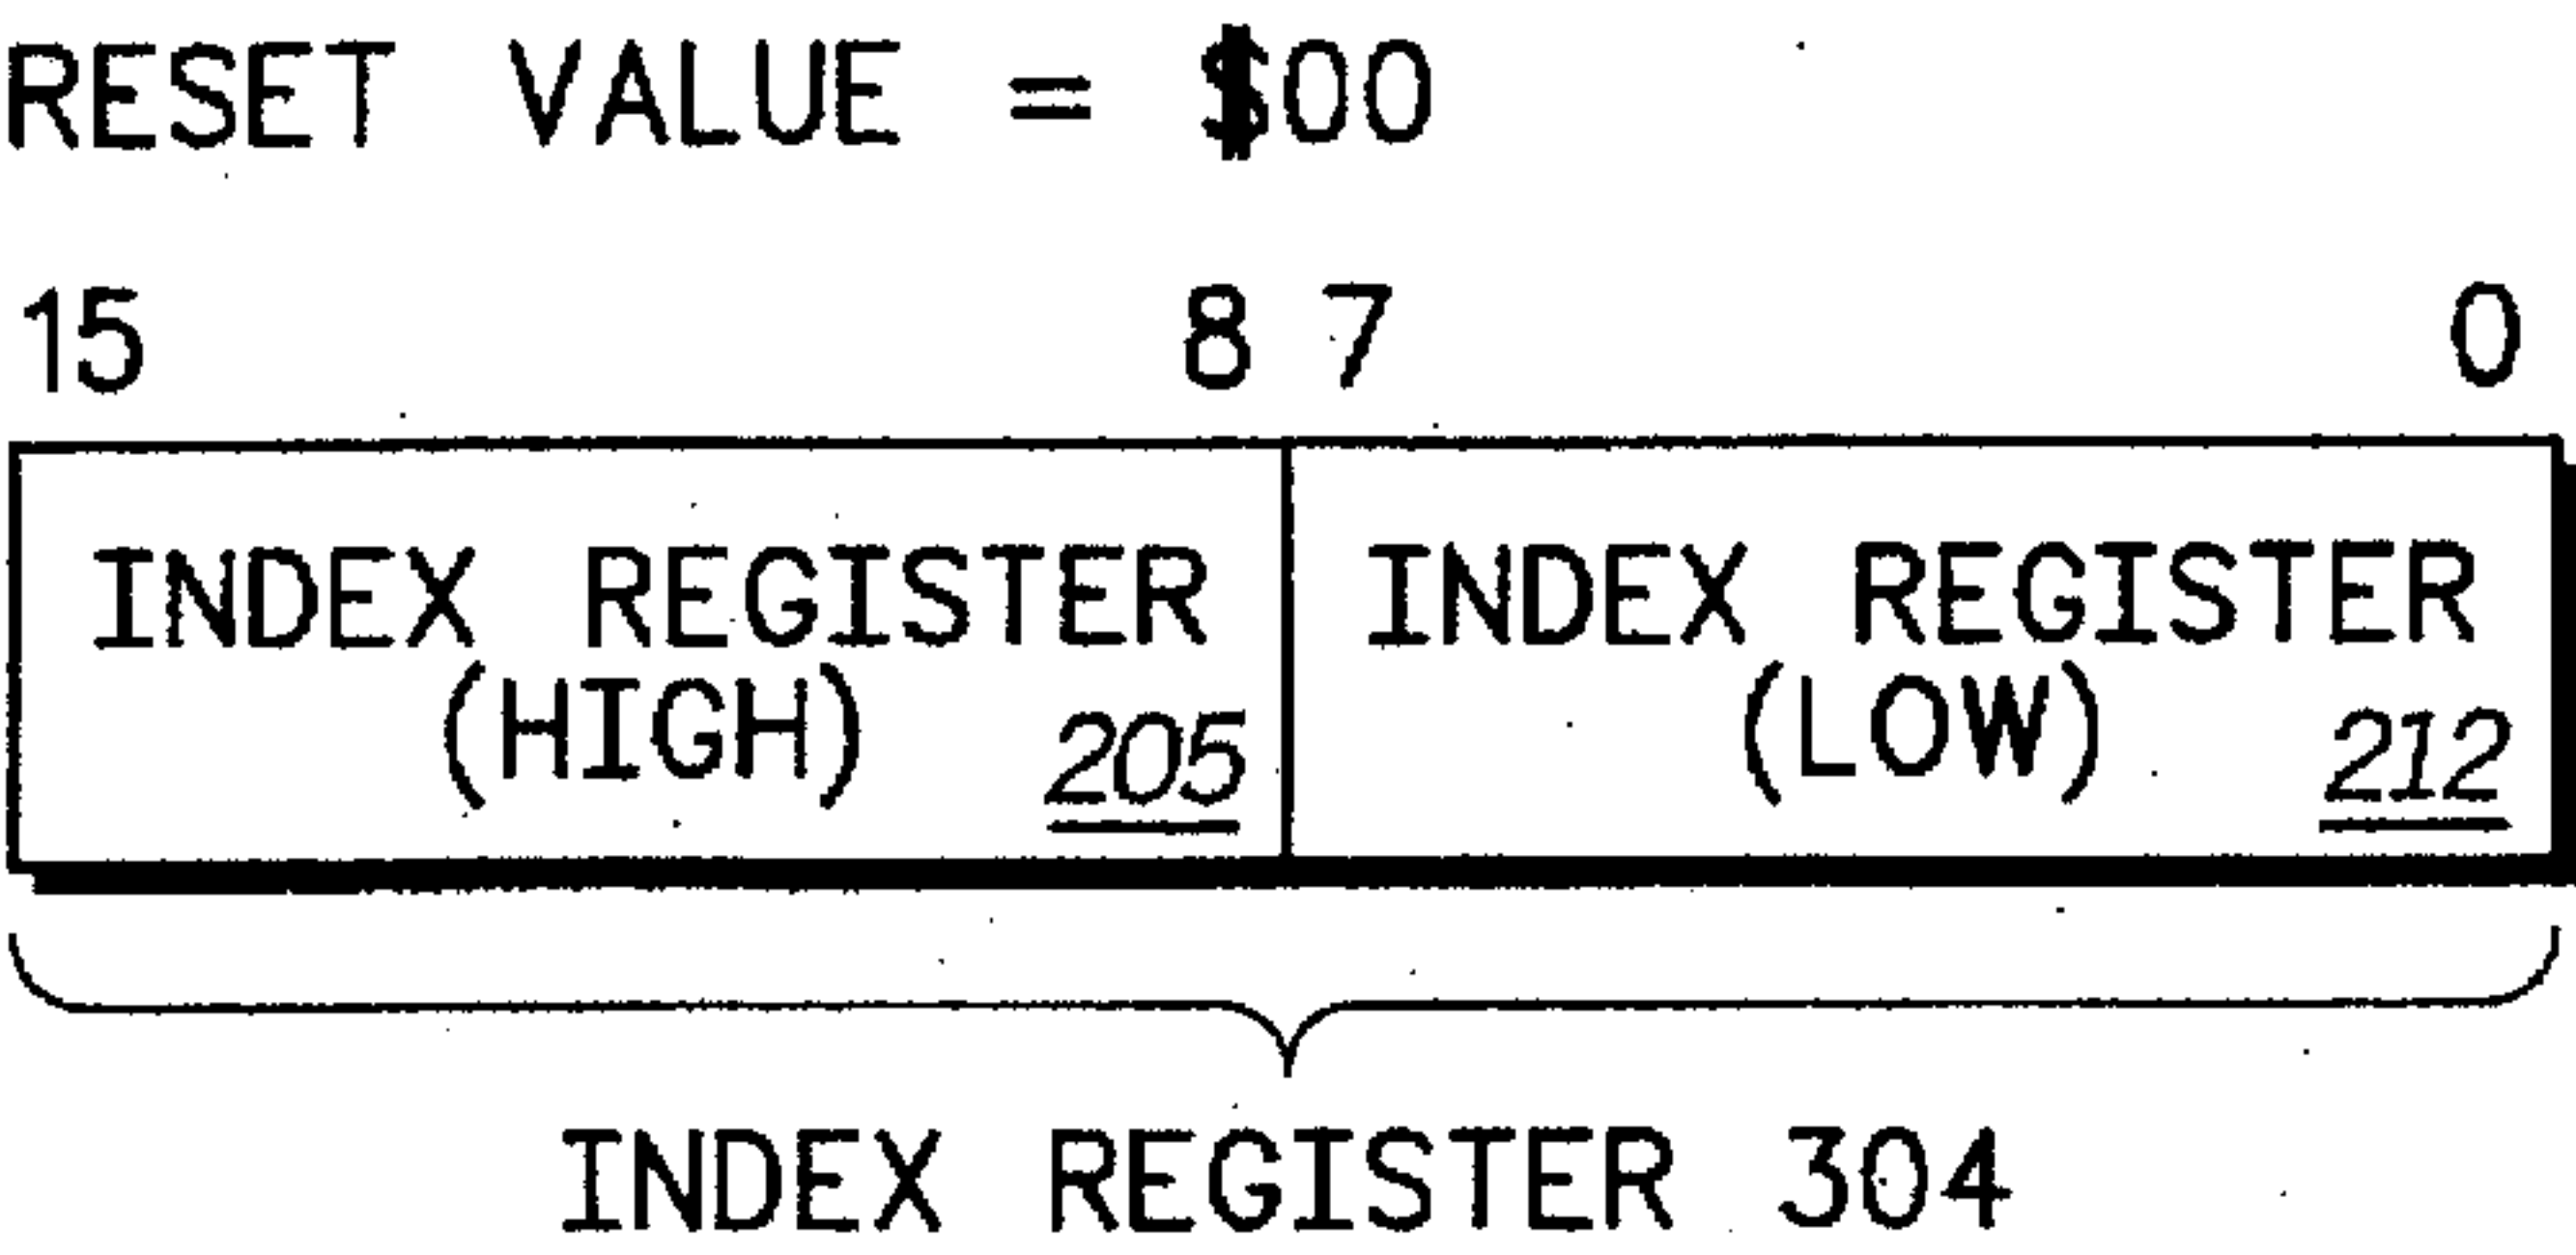 RESET VALUE = $00
15 8 7 0
INDEX REGISTER INDEX REGISTER
(HIGH) 205 (LOW) 212
INDEX REGISTER 304